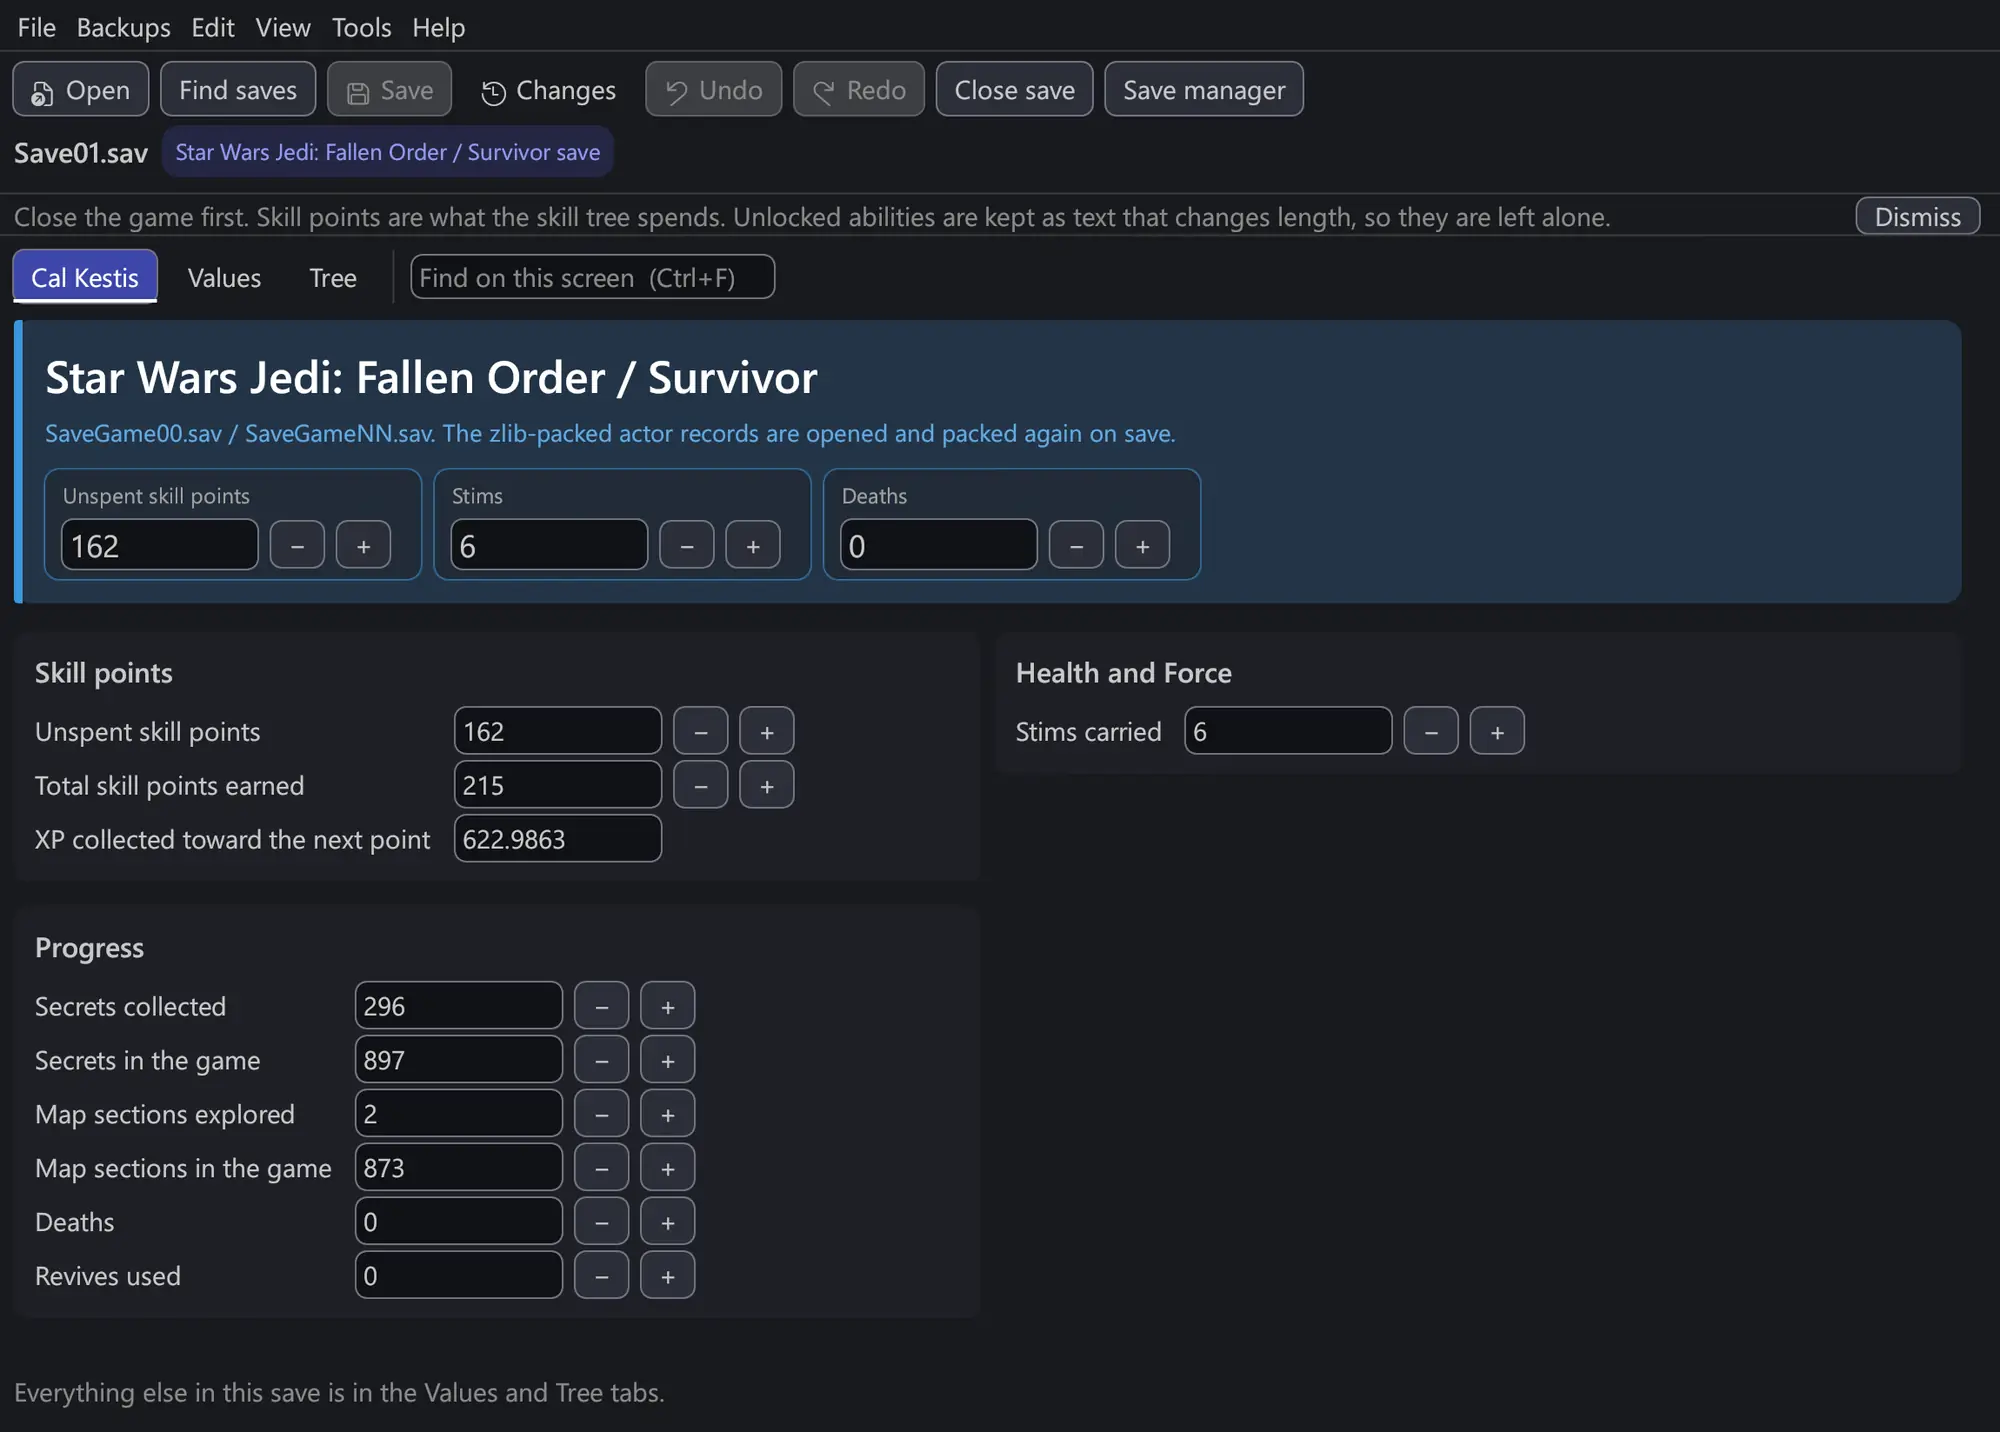 File Backups Edit View Tools Help
Open Find saves Save Changes Undo Redo Close save Save manager
Save01.sav Star Wars Jedi: Fallen Order / Survivor save
Close the game first. Skill points are what the skill tree spends. Unlocked abilities are kept as text that changes length, so they are left alone. Dismiss
Cal Kestis Values Tree Find on this screen (Ctrl+F)
Star Wars Jedi: Fallen Order / Survivor
SaveGame00.sav / SaveGameNN.sav. The zlib-packed actor records are opened and packed again on save.
Unspent skill points Stims Deaths
162 − + 6 − + 0 − +
Skill points
Unspent skill points 162 − +
Total skill points earned 215 − +
XP collected toward the next point 622.9863
Health and Force
Stims carried 6 − +
Progress
Secrets collected 296 − +
Secrets in the game 897 − +
Map sections explored 2 − +
Map sections in the game 873 − +
Deaths 0 − +
Revives used 0 − +
Everything else in this save is in the Values and Tree tabs.